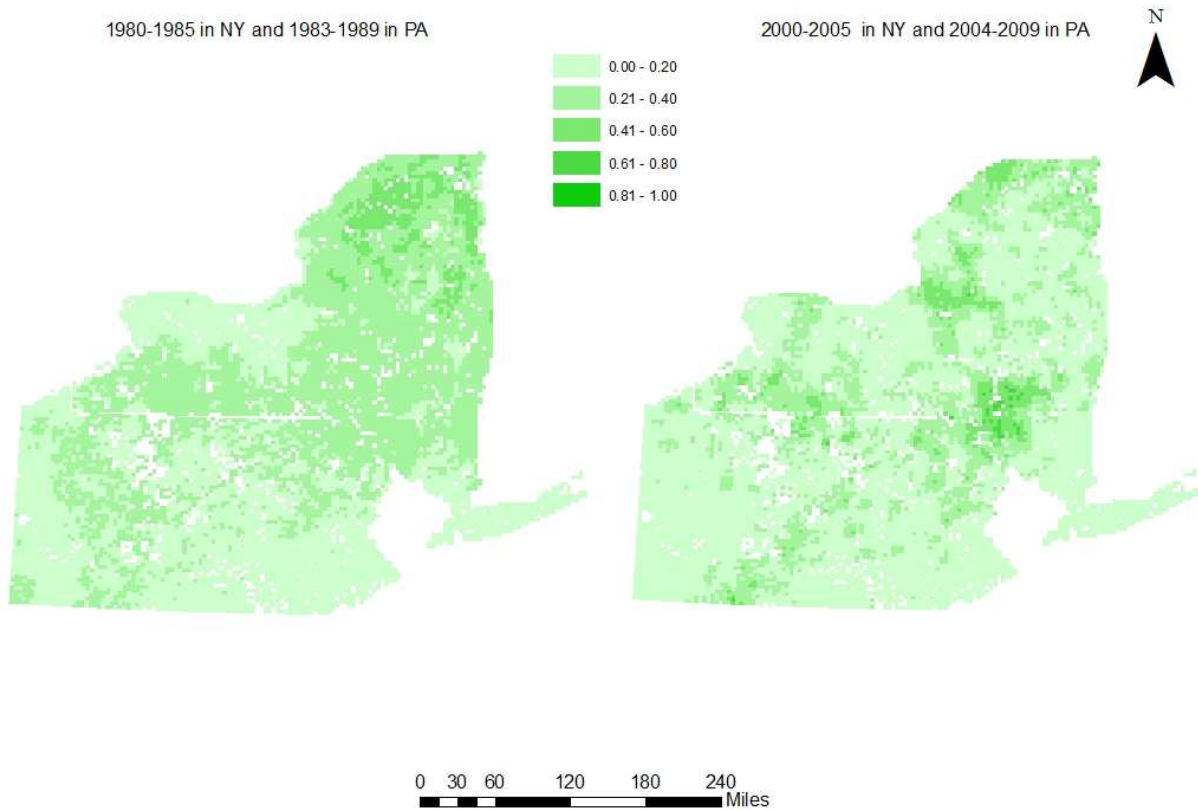 1980-1985 in NY and 1983-1989 in PA
2000-2005 in NY and 2004-2009 in PA
N
0.00 - 0.20
0.21 - 0.40
0.41 - 0.60
0.61 - 0.80
0.81 - 1.00
0 30 60 120 180 240
Miles